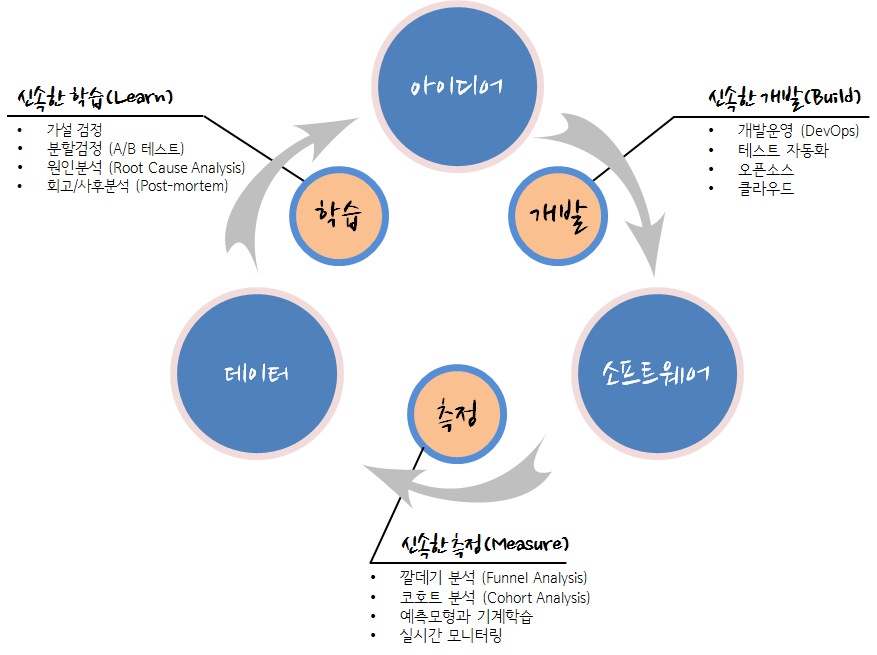 아이디어
신속한 학습(Learn)
• 가설 검정
• 분할검정 (A/B 테스트)
• 원인분석 (Root Cause Analysis)
• 회고/사후분석 (Post-mortem)
신속한 개발(Build)
• 개발운영 (DevOps)
• 테스트 자동화
• 오픈소스
• 클라우드
학습
개발
데이터
소프트웨어
측정
신속한 측정(Measure)
• 깔데기 분석 (Funnel Analysis)
• 코호트 분석 (Cohort Analysis)
• 예측모형과 기계학습
• 실시간 모니터링